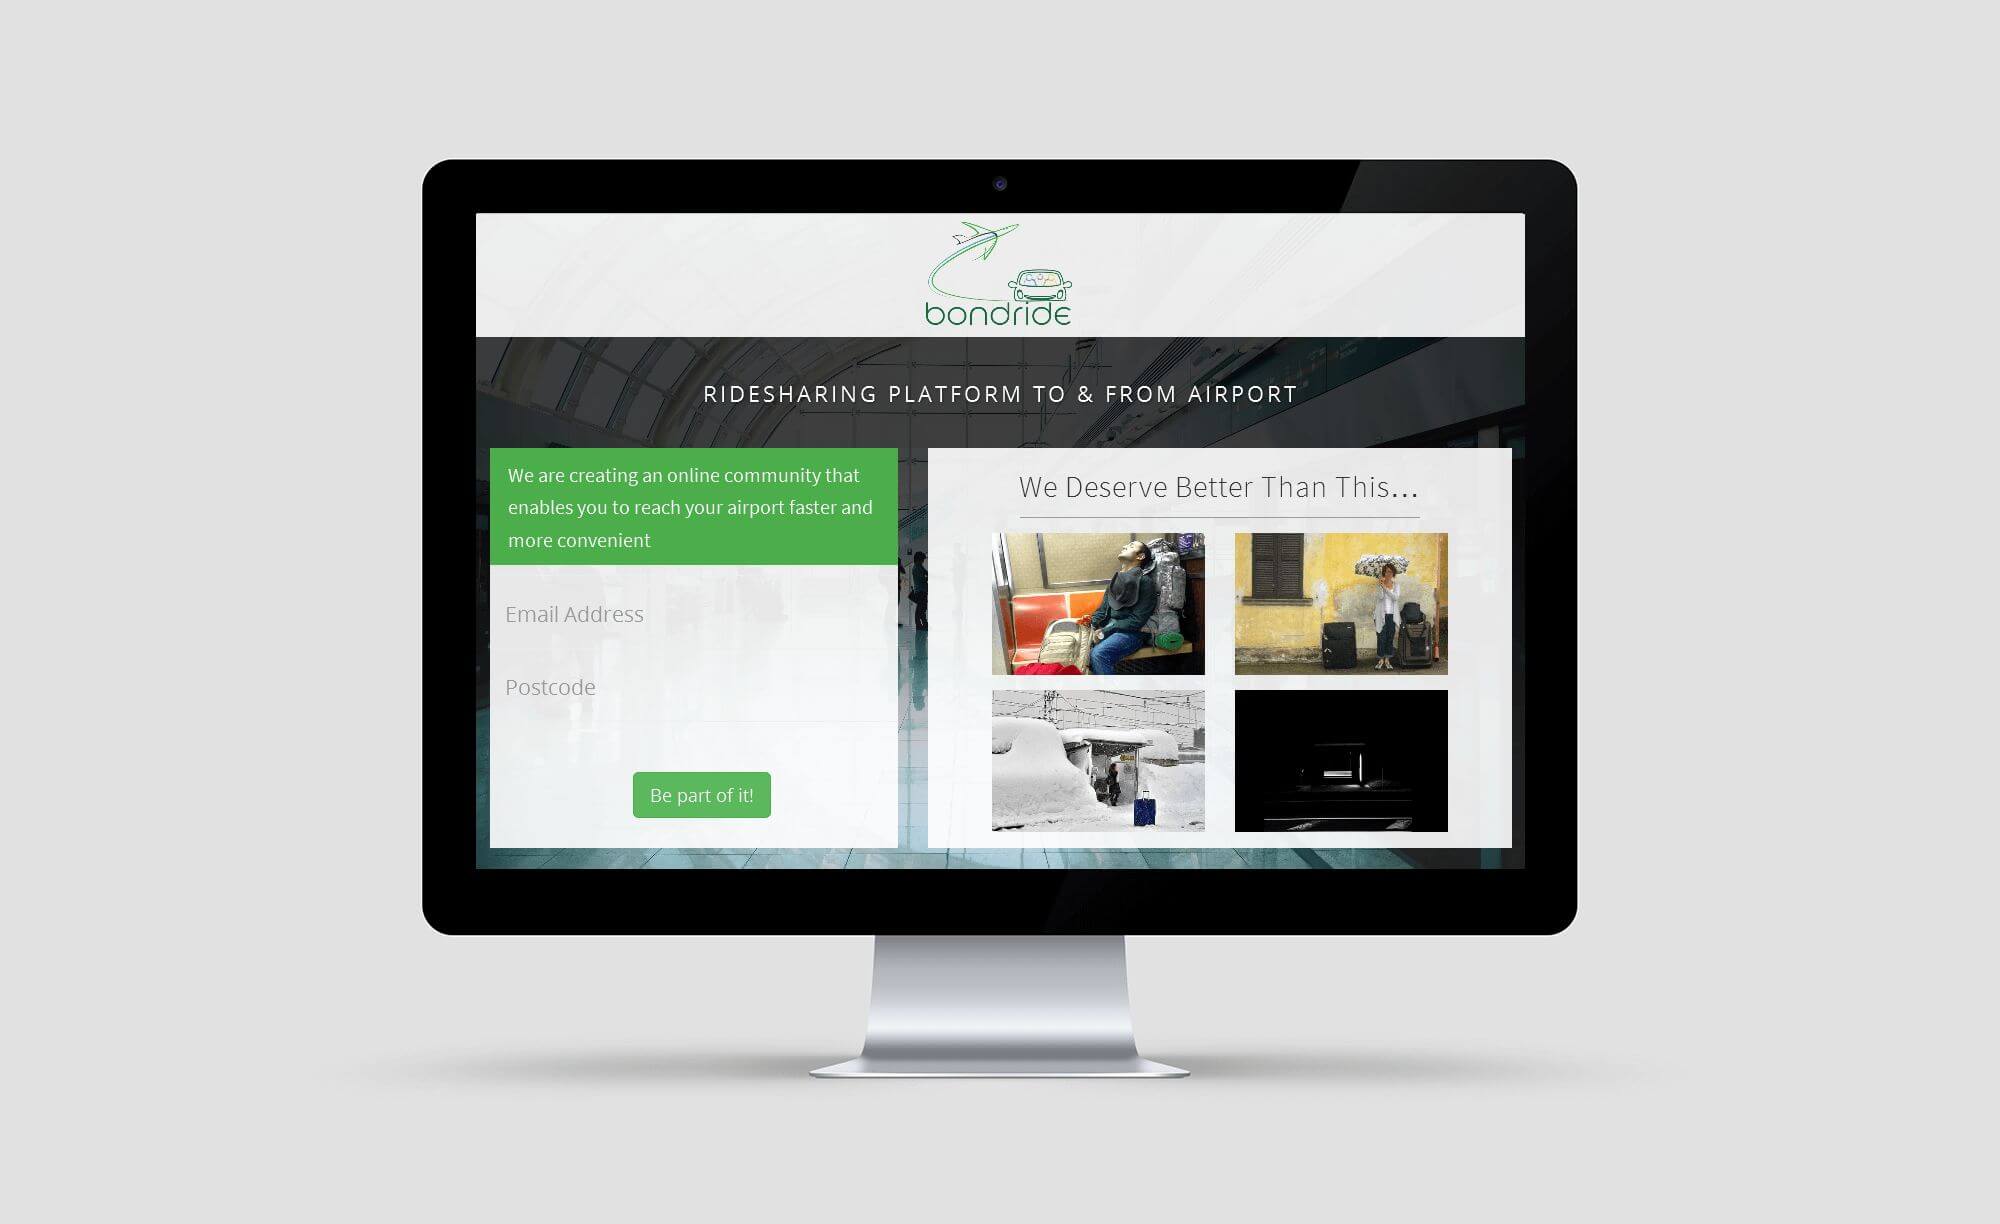 bondride
RIDESHARING PLATFORM TO & FROM AIRPORT
We are creating an online community that
enables you to reach your airport faster and
more convenient
Email Address
Postcode
Be part of it!
We Deserve Better Than This...